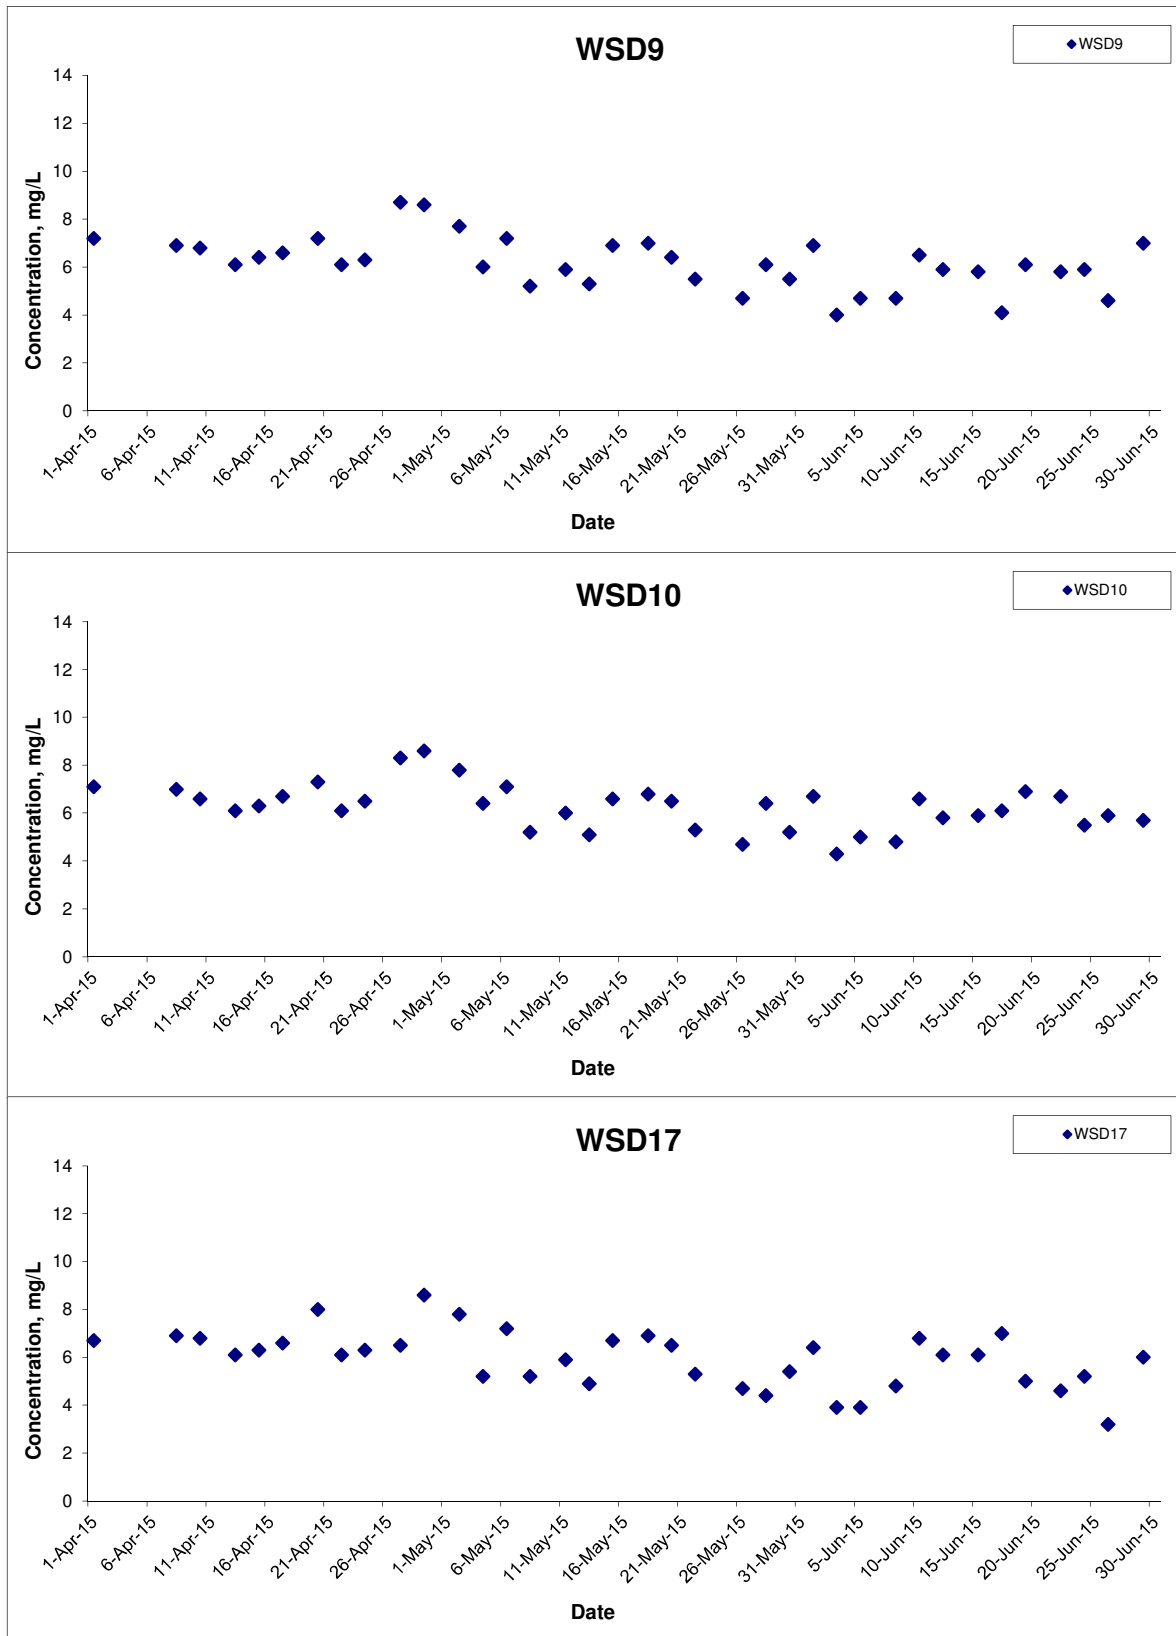 WSD9
WSD9
Concentration, mg/L
14
12
10
8
6
4
2
0
1-Apr-15
6-Apr-15
11-Apr-15
16-Apr-15
21-Apr-15
26-Apr-15
1-May-15
6-May-15
11-May-15
16-May-15
21-May-15
26-May-15
31-May-15
5-Jun-15
10-Jun-15
15-Jun-15
20-Jun-15
25-Jun-15
30-Jun-15
Date
WSD10
WSD10
Concentration, mg/L
14
12
10
8
6
4
2
0
1-Apr-15
6-Apr-15
11-Apr-15
16-Apr-15
21-Apr-15
26-Apr-15
1-May-15
6-May-15
11-May-15
16-May-15
21-May-15
26-May-15
31-May-15
5-Jun-15
10-Jun-15
15-Jun-15
20-Jun-15
25-Jun-15
30-Jun-15
Date
WSD17
WSD17
Concentration, mg/L
14
12
10
8
6
4
2
0
1-Apr-15
6-Apr-15
11-Apr-15
16-Apr-15
21-Apr-15
26-Apr-15
1-May-15
6-May-15
11-May-15
16-May-15
21-May-15
26-May-15
31-May-15
5-Jun-15
10-Jun-15
15-Jun-15
20-Jun-15
25-Jun-15
30-Jun-15
Date